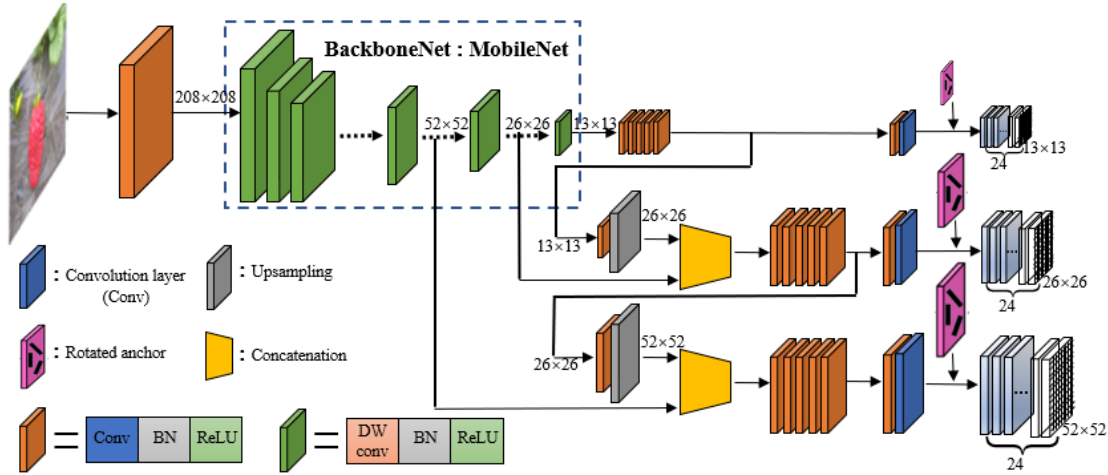 BackboneNet : MobileNet
208×208
52×52
26×26
13×13
24
13×13
13×13
26×26
...
24
26×26
26×26
52×52
...
24
52×52
: Convolution layer
(Conv)
: Upsampling
: Rotated anchor
: Concatenation
= Conv BN ReLU
= DW
conv BN ReLU